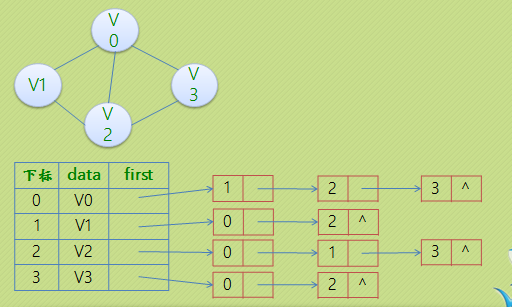 V
0
V1
V
3
V
2
下标 data first
0 V0 1 2 3 ^
1 V1 0 2 ^
2 V2 0 1 3 ^
3 V3 0 2 ^